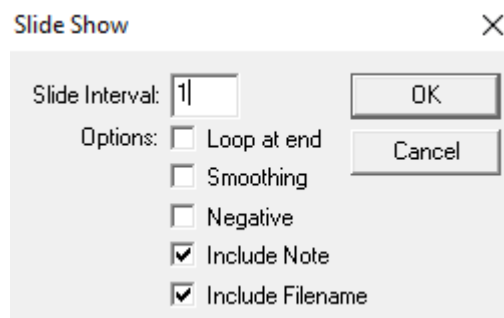 Slide Show
Slide Interval: 1 OK
Options: Loop at end Cancel
Smoothing
Negative
Include Note
Include Filename